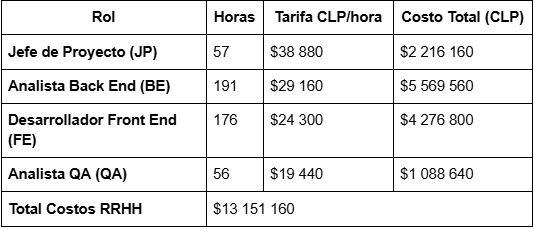 Rol Horas Tarifa CLP/hora Costo Total (CLP)
Jefe de Proyecto (JP) 57 $38 880 $2 216 160
Analista Back End (BE) 191 $29 160 $5 569 560
Desarrollador Front End 176 $24 300 $4 276 800
(FE)
Analista QA (QA) 56 $19 440 $1 088 640
Total Costos RRHH $13 151 160